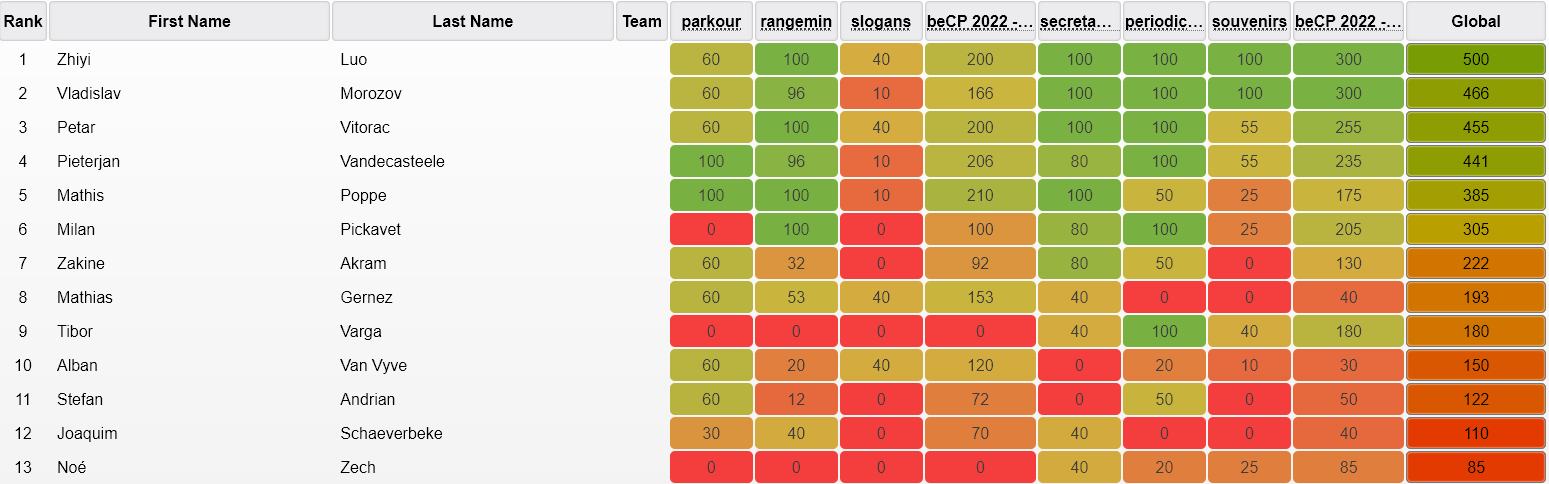 Rank First Name Last Name Team parkour rangemin slogans beCP 2022 -... secreta... periodic... souvenirs beCP 2022 -... Global
1 Zhiyi Luo 60 100 40 200 100 100 100 300 500
2 Vladislav Morozov 60 96 10 166 100 100 100 300 466
3 Petar Vitorac 60 100 40 200 100 100 55 255 455
4 Pieterjan Vandecasteele 100 96 10 206 80 100 55 235 441
5 Mathis Poppe 100 100 10 210 100 50 25 175 385
6 Milan Pickavet 0 100 0 100 80 100 25 205 305
7 Zakine Akram 60 32 0 92 80 50 0 130 222
8 Mathias Gernez 60 53 40 153 40 0 0 40 193
9 Tibor Varga 0 0 0 0 40 100 40 180 180
10 Alban Van Vyve 60 20 40 120 0 20 10 30 150
11 Stefan Andrian 60 12 0 72 0 50 0 50 122
12 Joaquim Schaeverbeke 30 40 0 70 40 0 0 40 110
13 Noé Zech 0 0 0 0 40 20 25 85 85